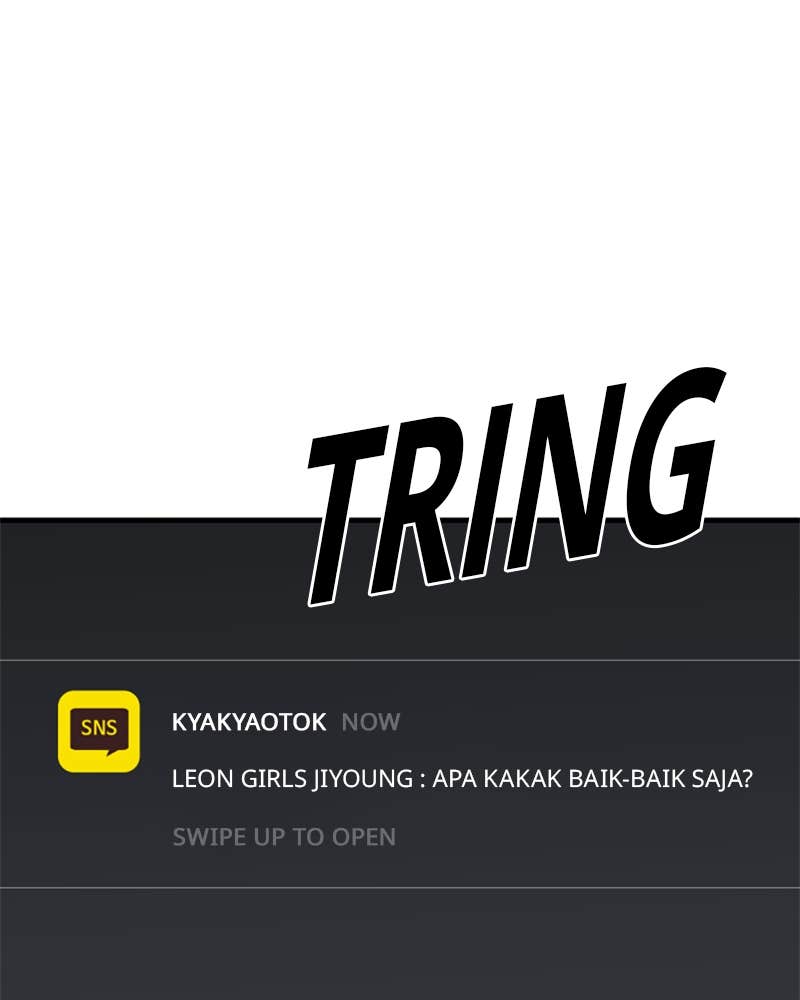 TRING
SNS
KYAKYAOTOK NOW
LEON GIRLS JIYOUNG : APA KAKAK BAIK-BAIK SAJA?
SWIPE UP TO OPEN